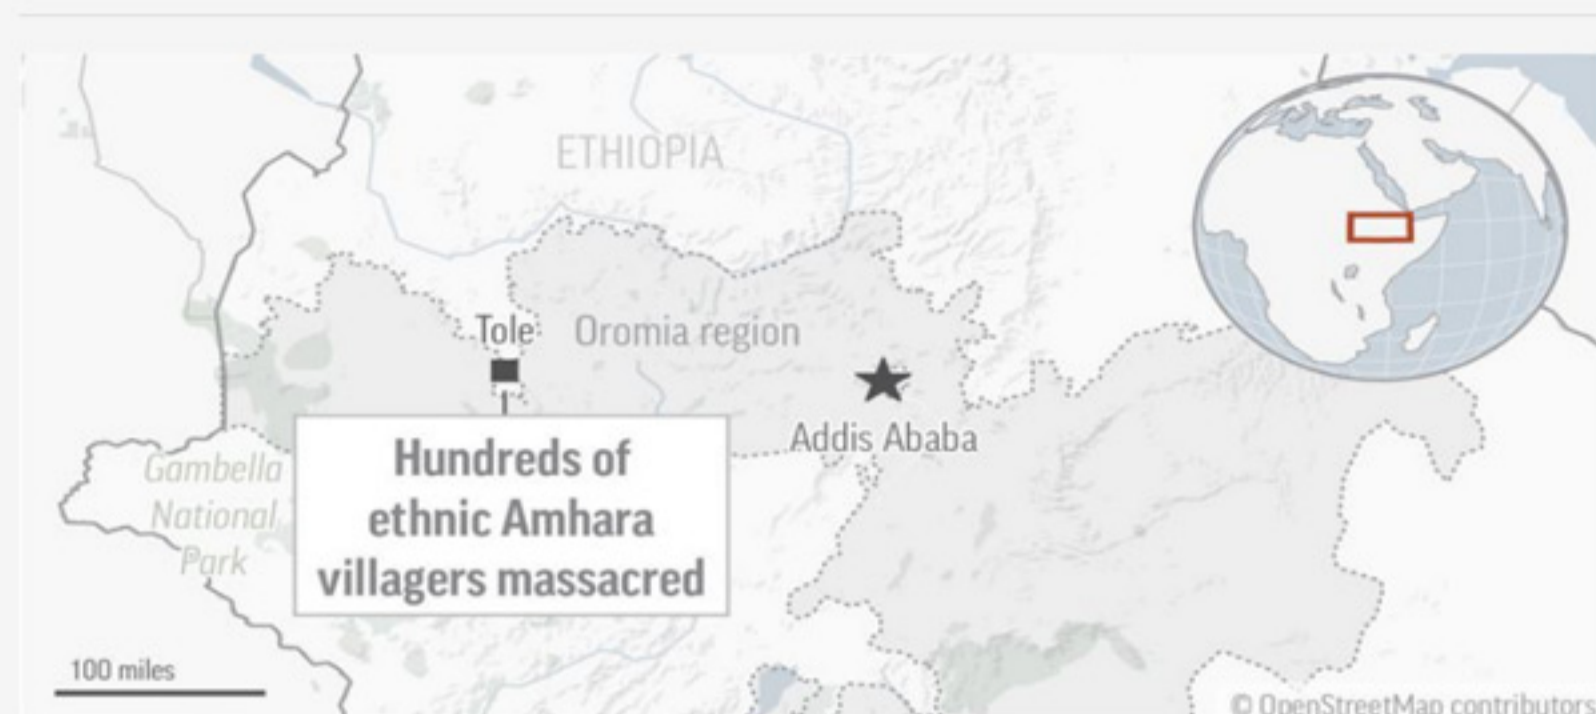 ETHIOPIA
Tole
Oromia region
Addis Ababa
Hundreds of
ethnic Amhara
villagers massacred
Gambella
National
Park
100 miles
© OpenStreetMap contributors